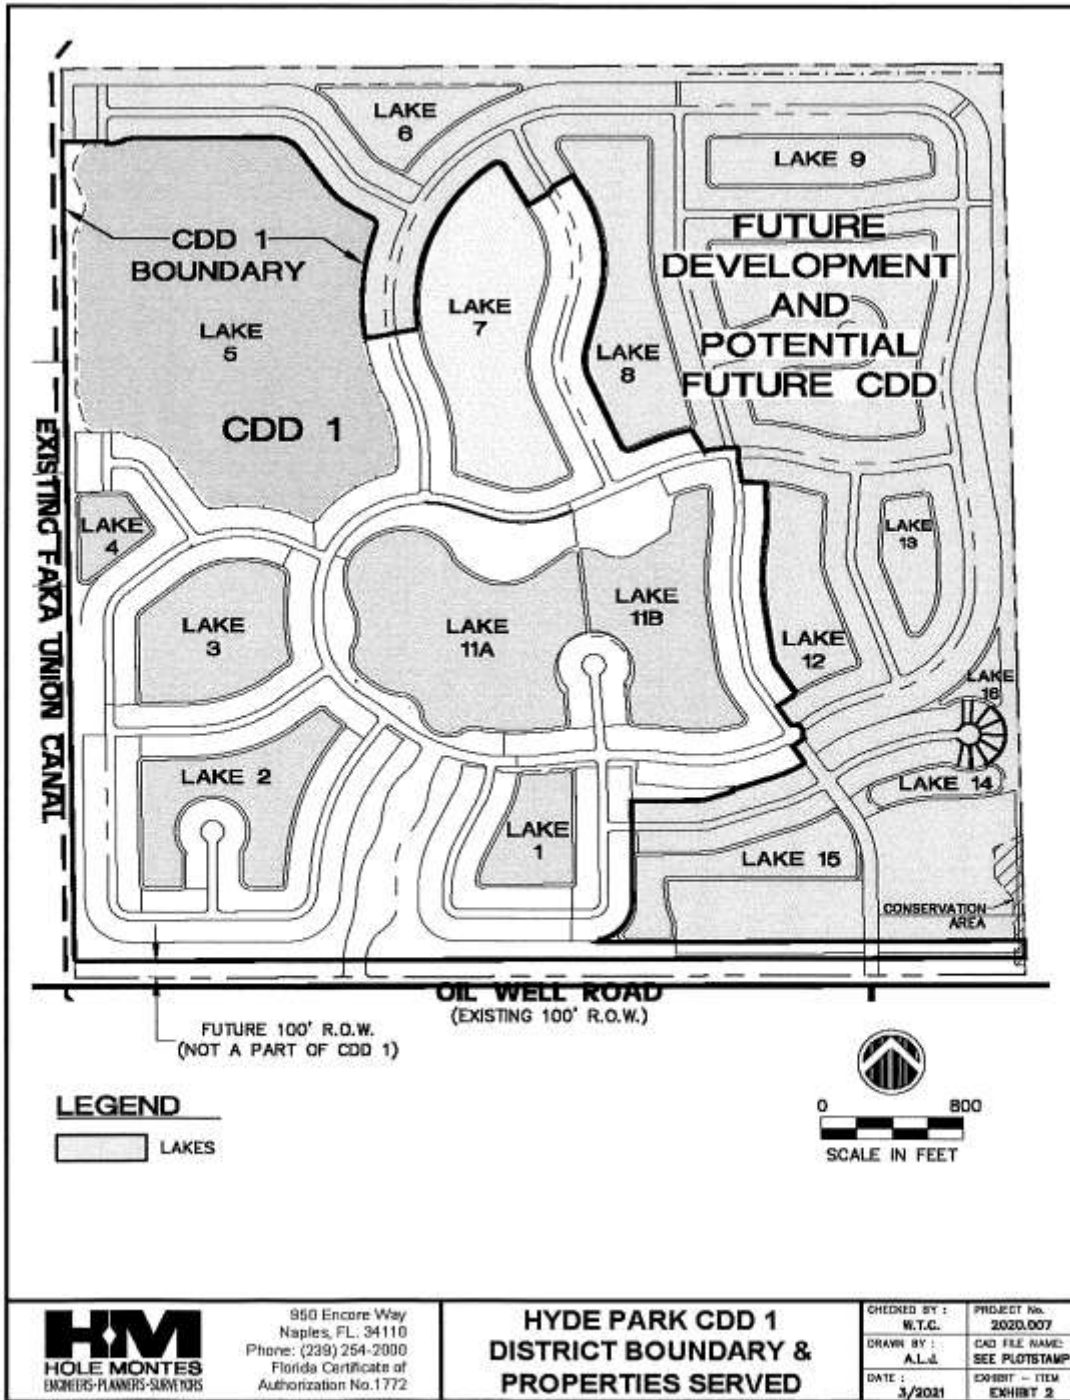 LAKE
6
LAKE 9
CDD 1
BOUNDARY
FUTURE
DEVELOPMENT
AND
POTENTIAL
FUTURE CDD
LAKE
7
LAKE
5
LAKE
8
CDD 1
EXISTING FAKA UNION CANAL
LAKE
4
LAKE
13
LAKE
3
LAKE
11A
LAKE
11B
LAKE
12
LAKE
16
LAKE 2
LAKE 14
LAKE
1
LAKE 15
CONSERVATION
AREA
OIL WELL ROAD
(EXISTING 100' R.O.W.)
FUTURE 100' R.O.W.
(NOT A PART OF CDD 1)
LEGEND
LAKES
0 800
SCALE IN FEET
HM
HOLE MONTES
ENGINEERS·PLANNERS·SURVEYORS
950 Encore Way
Naples, FL. 34110
Phone: (239) 254-2000
Florida Certificate of
Authorization No.1772
HYDE PARK CDD 1
DISTRICT BOUNDARY &
PROPERTIES SERVED
CHECKED BY :
W.T.C.
PROJECT No.
2020.007
DRAWN BY :
A.L.J.
CAD FILE NAME:
SEE PLOTSTAMP
DATE :
3/2021
EXHIBIT - ITEM
EXHIBIT 2